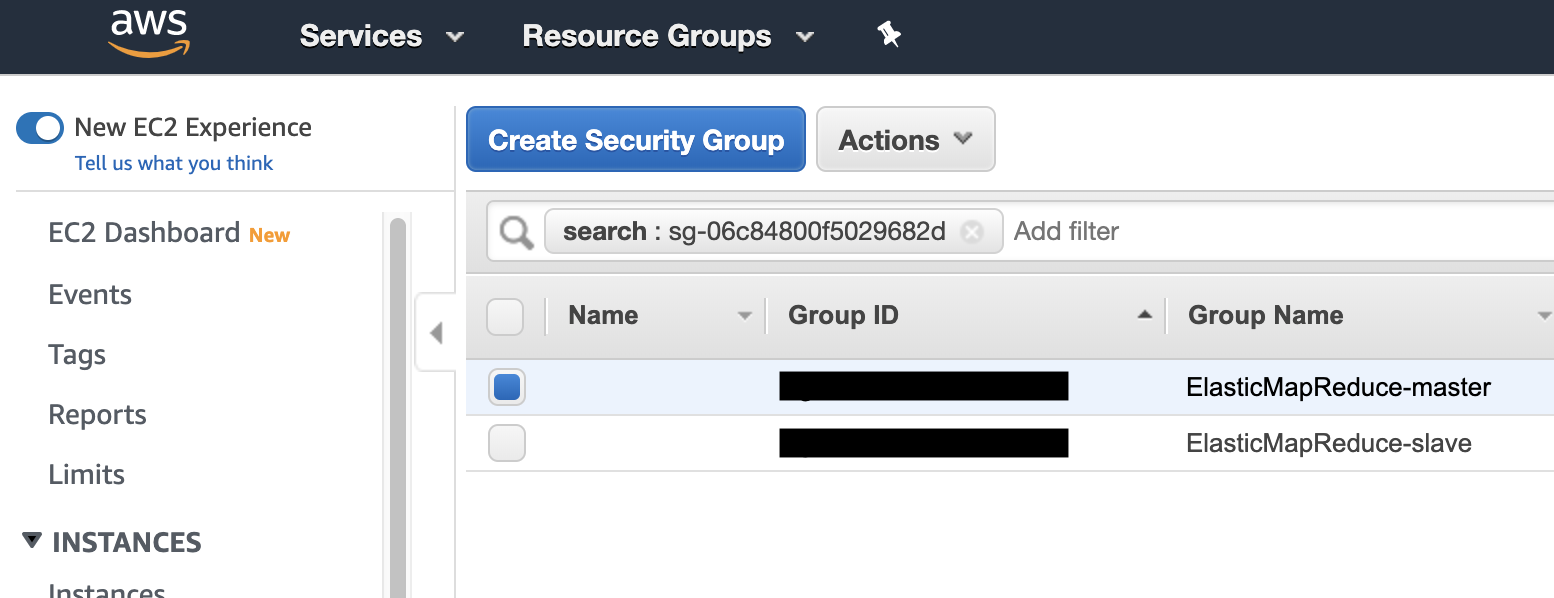 aws Services Resource Groups
New EC2 Experience
Tell us what you think
EC2 Dashboard New
Events
Tags
Reports
Limits
INSTANCES
Instances
Create Security Group Actions
search : sg-06c84800f5029682d Add filter
Name Group ID Group Name
ElasticMapReduce-master
ElasticMapReduce-slave